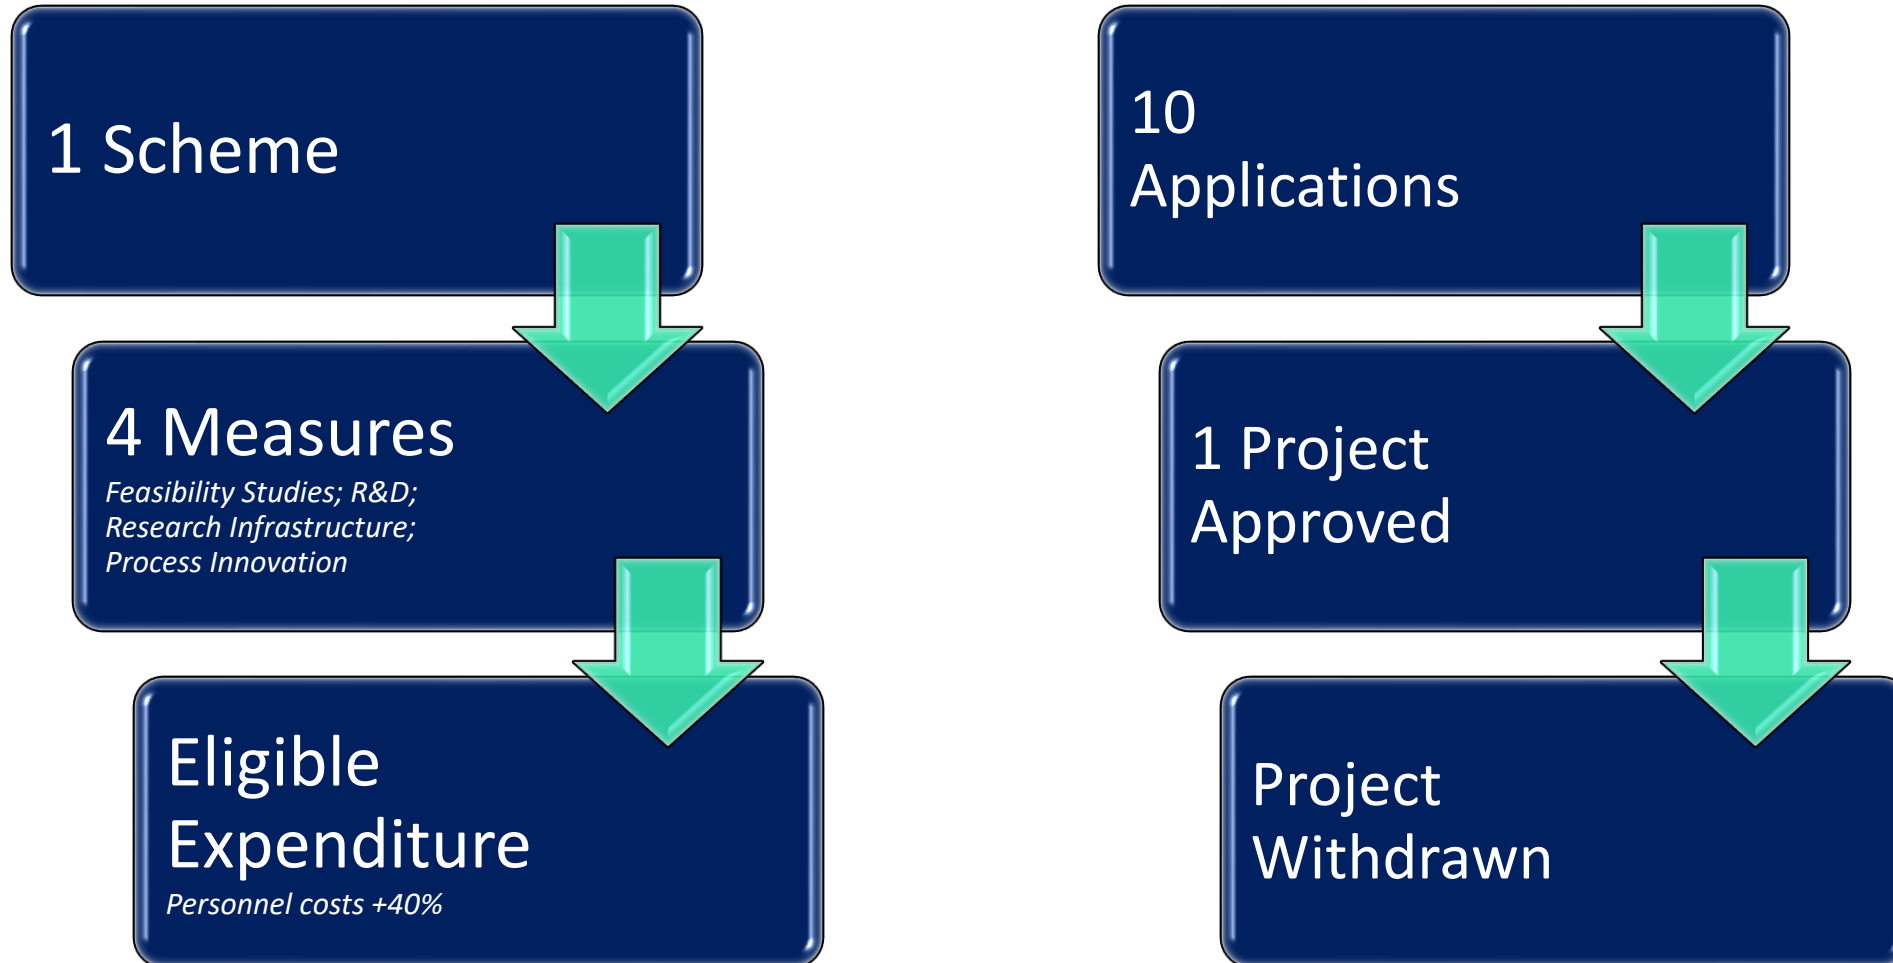 1 Scheme
4 Measures
Feasibility Studies; R&D;
Research Infrastructure;
Process Innovation
Eligible
Expenditure
Personnel costs +40%
10
Applications
1 Project
Approved
Project
Withdrawn